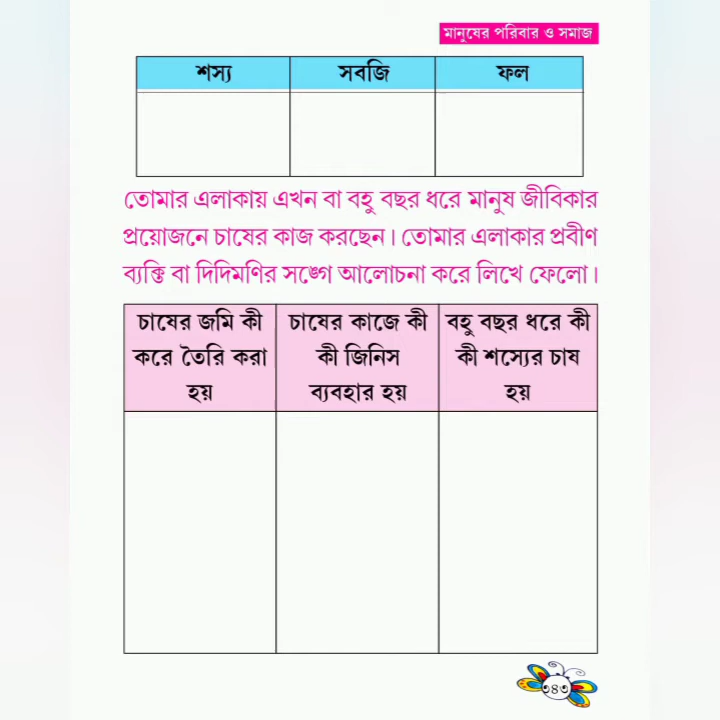 মানুষের পরিবার ও সমাজ
শস্য সবজি ফল
তোমার এলাকায় এখন বা বহু বছর ধরে মানুষ জীবিকার
প্রয়োজনে চাষের কাজ করছেন। তোমার এলাকার প্রবীণ
ব্যক্তি বা দিদিমণির সঙ্গে আলোচনা করে লিখে ফেলো।
চাষের জমি কী
করে তৈরি করা
হয়
চাষের কাজে কী
কী জিনিস
ব্যবহার হয়
বহু বছর ধরে কী
কী শস্যের চাষ
হয়
৩৪৩